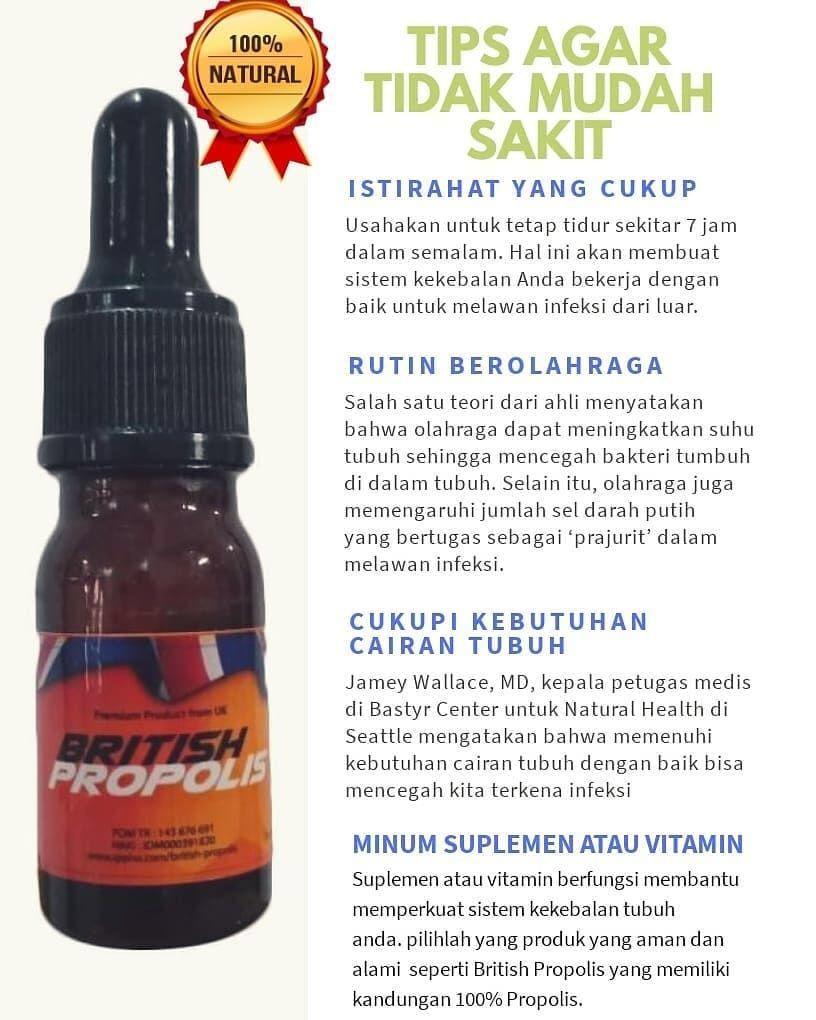 100%
NATURAL
TIPS AGAR
TIDAK MUDAH
SAKIT
ISTIRAHAT YANG CUKUP
Usahakan untuk tetap tidur sekitar 7 jam
dalam semalam. Hal ini akan membuat
sistem kekebalan Anda bekerja dengan
baik untuk melawan infeksi dari luar.
RUTIN BEROLAHRAGA
Salah satu teori dari ahli menyatakan
bahwa olahraga dapat meningkatkan suhu
tubuh sehingga mencegah bakteri tumbuh
di dalam tubuh. Selain itu, olahraga juga
memengaruhi jumlah sel darah putih
yang bertugas sebagai ‘prajurit’ dalam
melawan infeksi.
CUKUPI KEBUTUHAN
CAIRAN TUBUH
Jamey Wallace, MD, kepala petugas medis
di Bastyr Center untuk Natural Health di
Seattle mengatakan bahwa memenuhi
kebutuhan cairan tubuh dengan baik bisa
mencegah kita terkena infeksi
MINUM SUPLEMEN ATAU VITAMIN
Suplemen atau vitamin berfungsi membantu
memperkuat sistem kekebalan tubuh
anda. pilihlah yang produk yang aman dan
alami seperti British Propolis yang memiliki
kandungan 100% Propolis.
Premium Product from UK
BRITISH
PROPOLIS
POM TR : 143 676 691